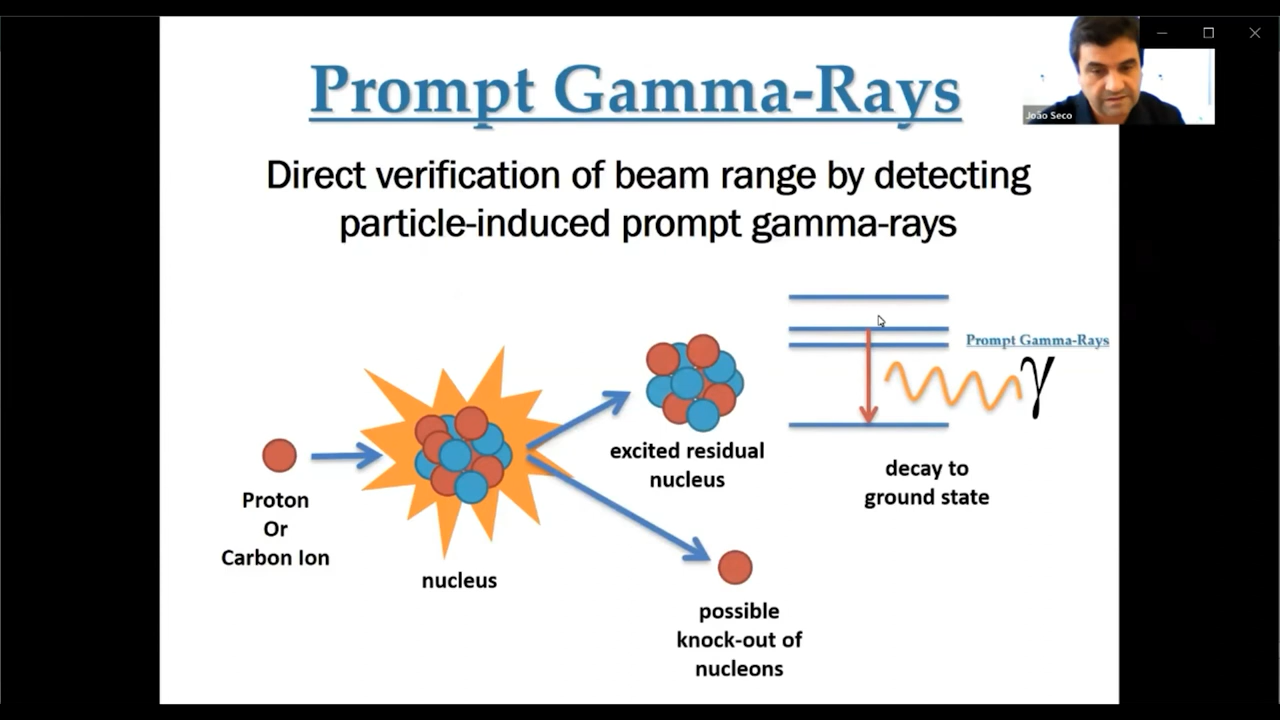 Prompt Gamma-Rays
João Seco
Direct verification of beam range by detecting
particle-induced prompt gamma-rays
Prompt Gamma-Rays
γ
excited residual
nucleus
decay to
ground state
Proton
Or
Carbon Ion
nucleus
possible
knock-out of
nucleons